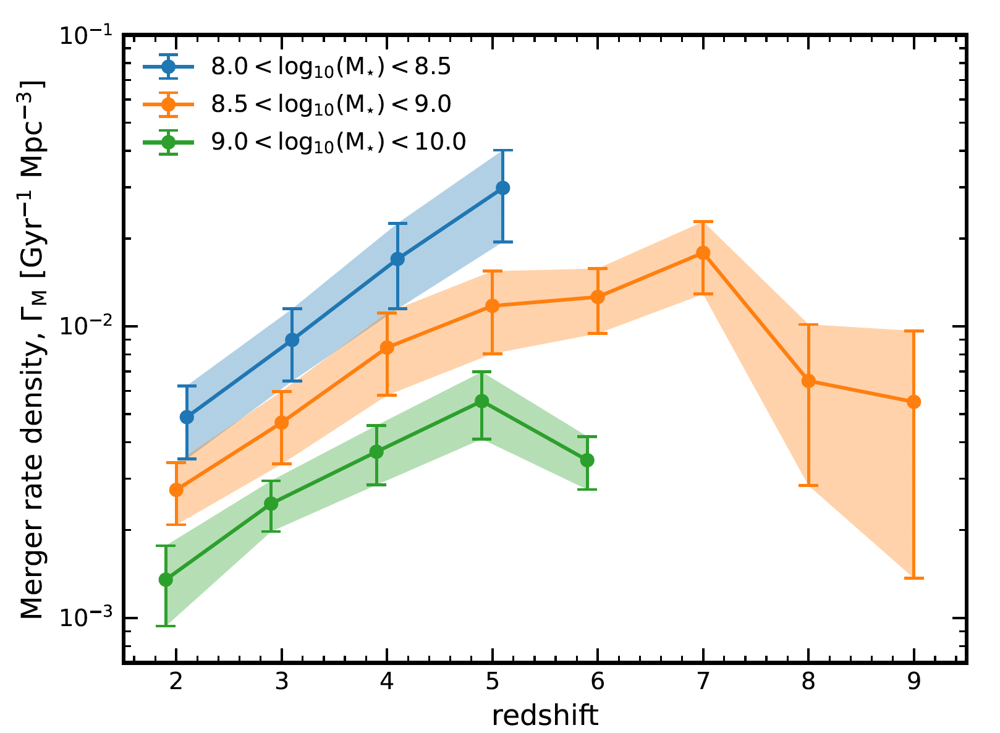 10⁻¹
8.0 < log₁₀(M⋆) < 8.5
8.5 < log₁₀(M⋆) < 9.0
9.0 < log₁₀(M⋆) < 10.0
Merger rate density, Γ_M [Gyr⁻¹ Mpc⁻³]
10⁻²
10⁻³
2 3 4 5 6 7 8 9
redshift